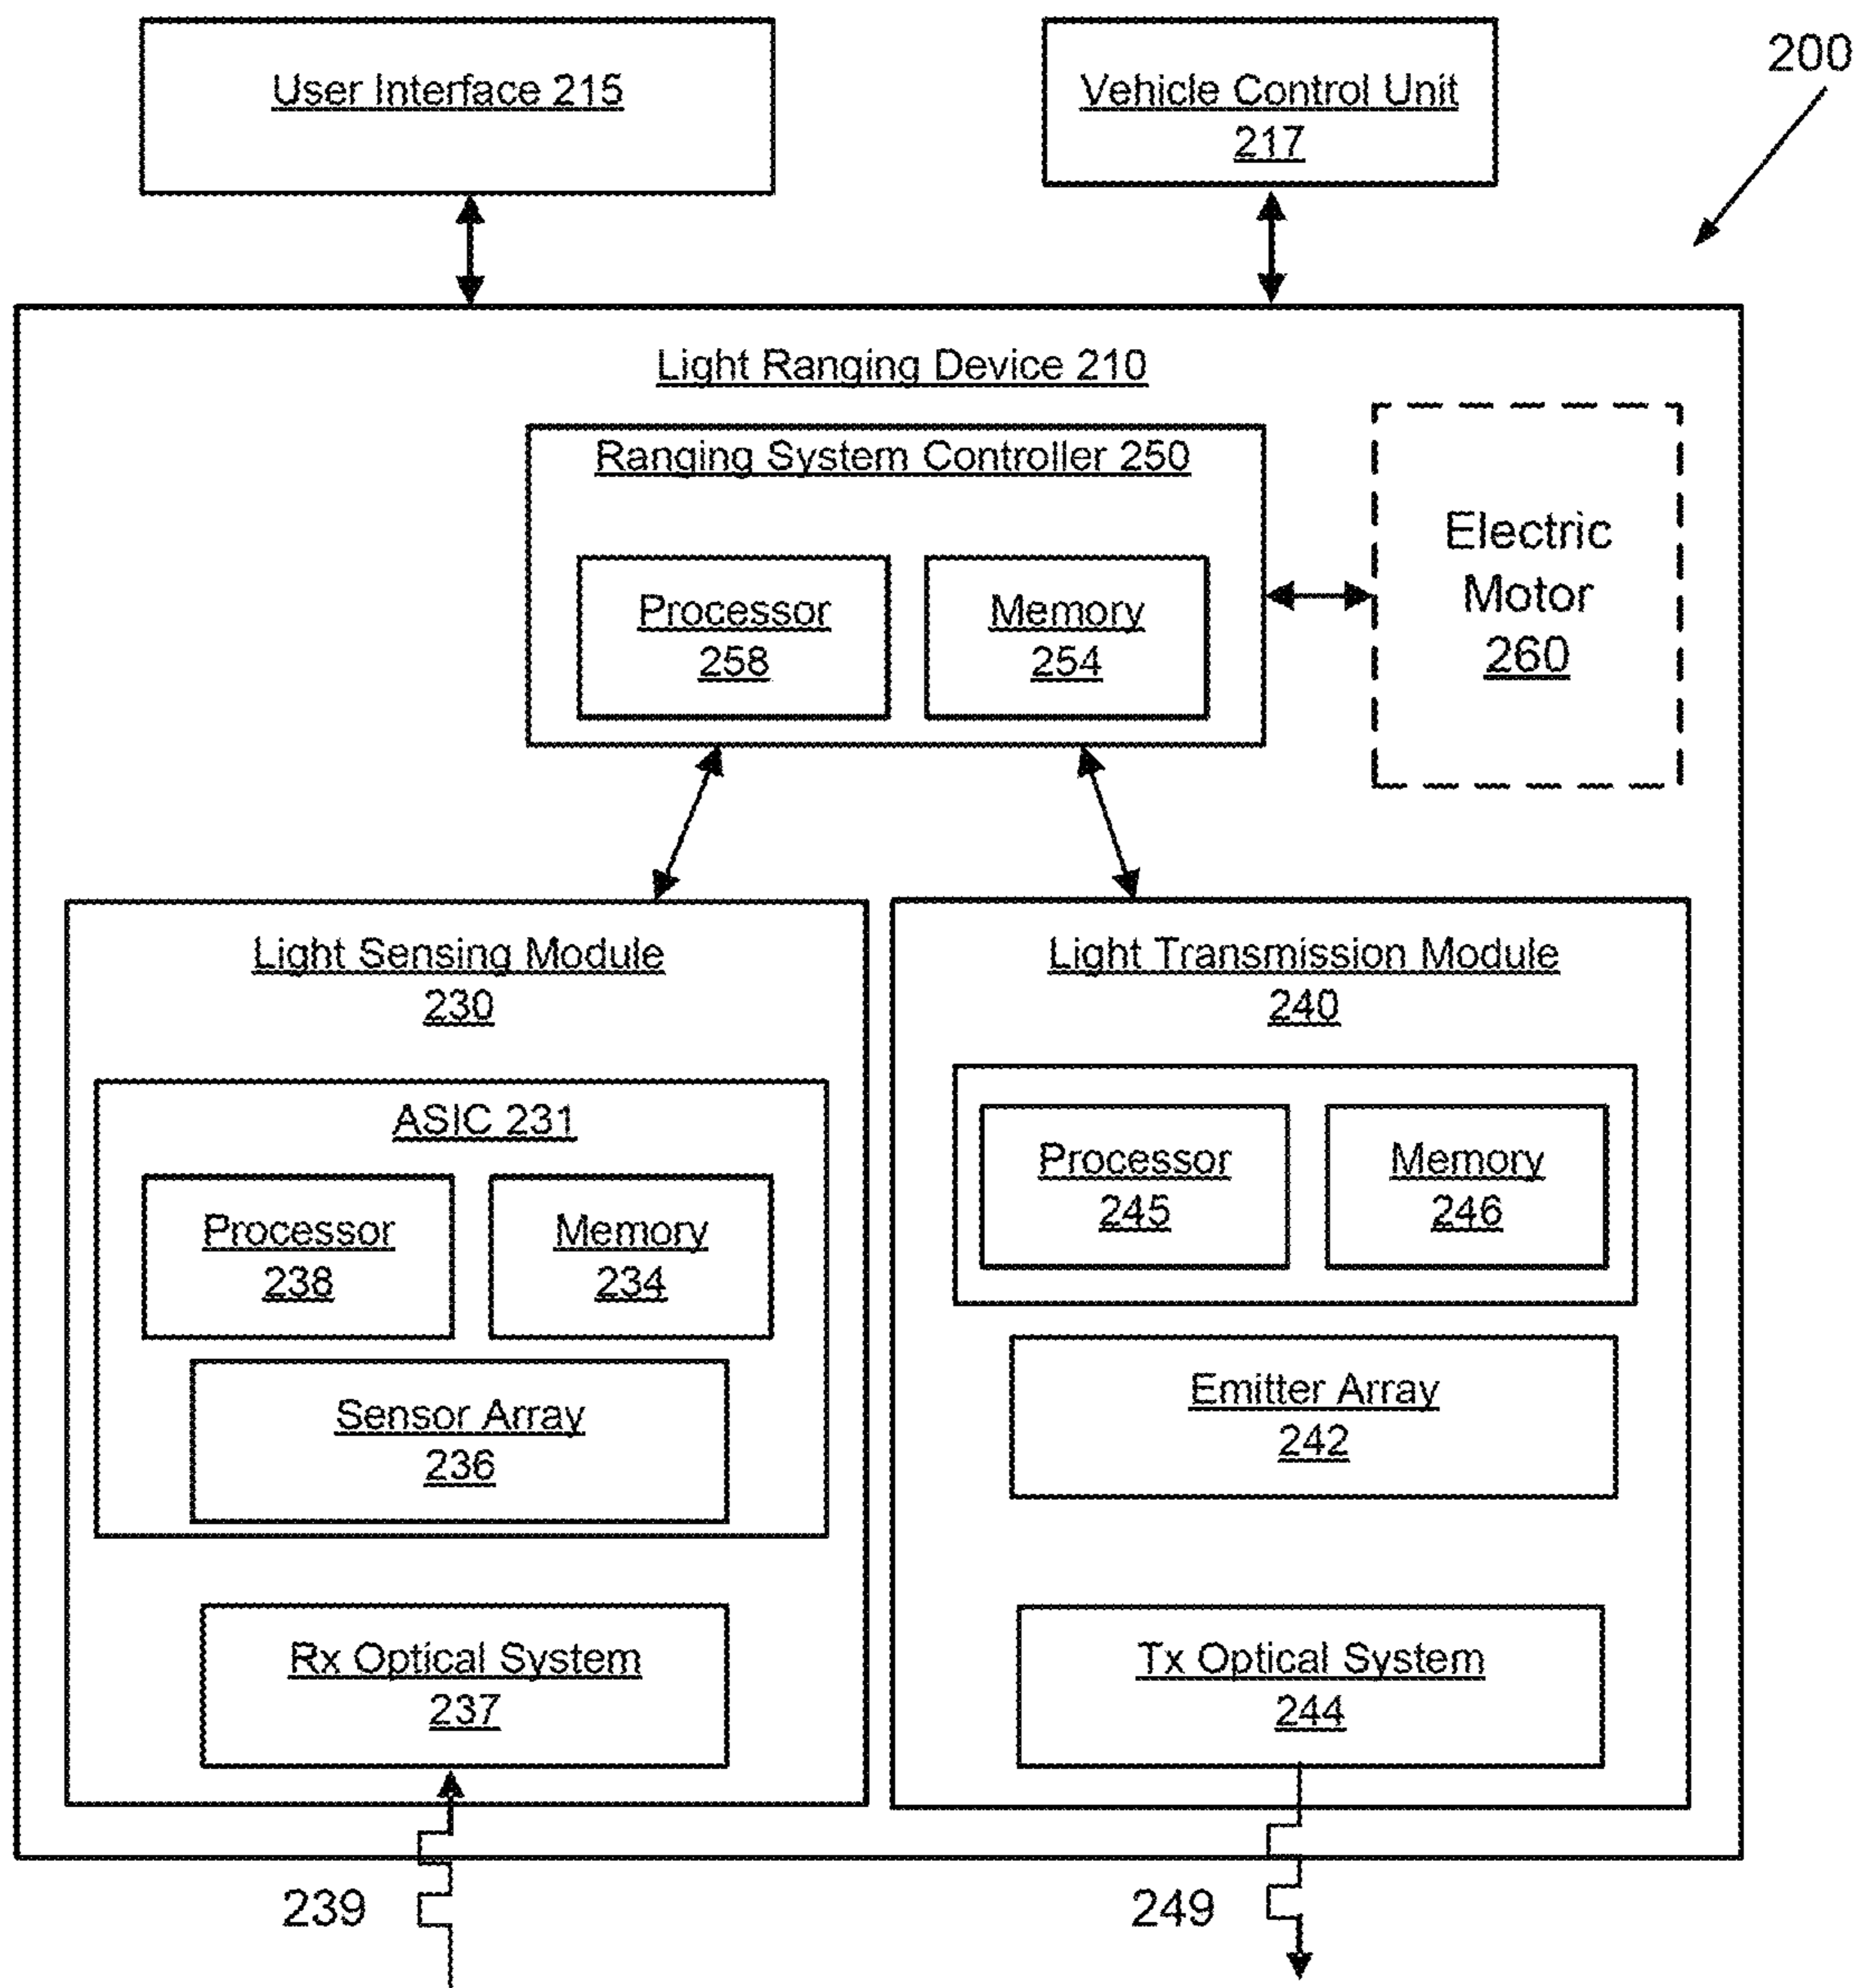 User Interface 215
Vehicle Control Unit
217
200
Light Ranging Device 210
Ranging System Controller 250
Processor
258
Memory
254
Electric
Motor
260
Light Sensing Module
230
ASIC 231
Processor
238
Memory
234
Sensor Array
236
Rx Optical System
237
Light Transmission Module
240
Processor
245
Memory
246
Emitter Array
242
Tx Optical System
244
239
249